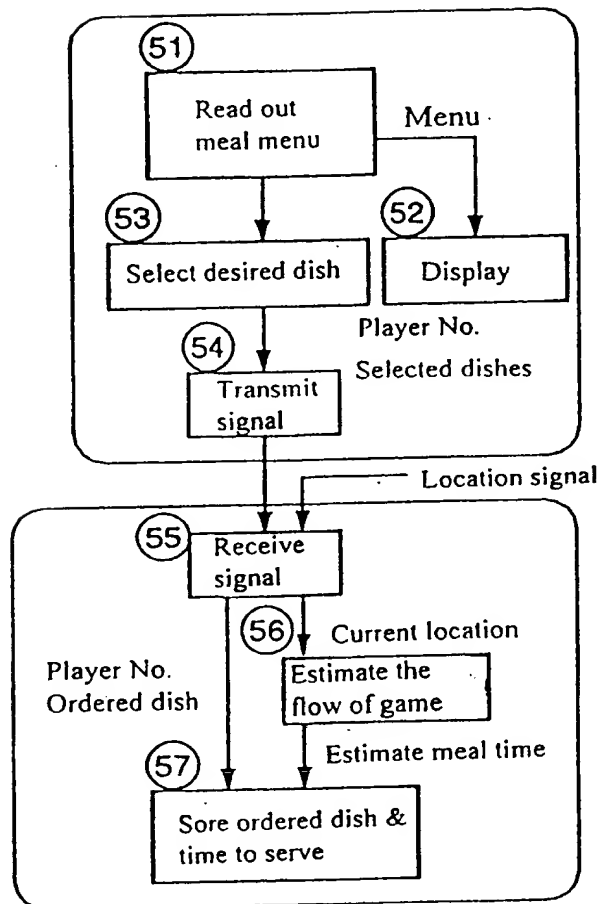 51
Read out
meal menu
Menu
53
52
Select desired dish
Display
54
Player No.
Selected dishes
Transmit
signal
Location signal
55
Receive
signal
56
Current location
Player No.
Ordered dish
Estimate the
flow of game
Estimate meal time
57
Sore ordered dish &
time to serve